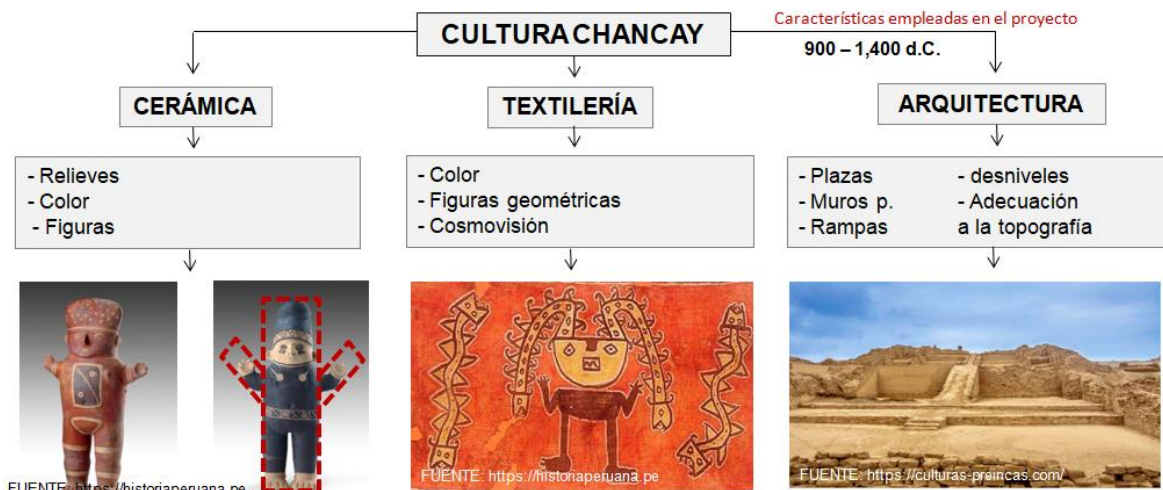 CULTURA CHANCAY
Características empleadas en el proyecto
900 – 1,400 d.C.
CERÁMICA
- Relieves
- Color
- Figuras
FUENTE: https://historiaperuana.pe
TEXTILERÍA
- Color
- Figuras geométricas
- Cosmovisión
FUENTE: https://historiaperuana.pe
ARQUITECTURA
- Plazas
- Muros p.
- Rampas
- desniveles
- Adecuación
a la topografía
FUENTE: https://culturas-preincas.com/